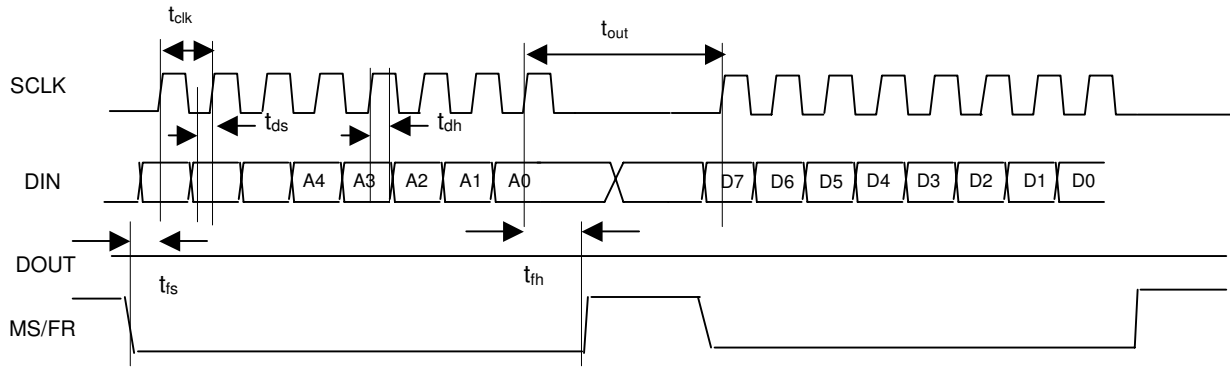 tclk
tout
SCLK
tds
tdh
DIN
A4 A3 A2 A1 A0 D7 D6 D5 D4 D3 D2 D1 D0
DOUT
tfs
tfh
MS/FR